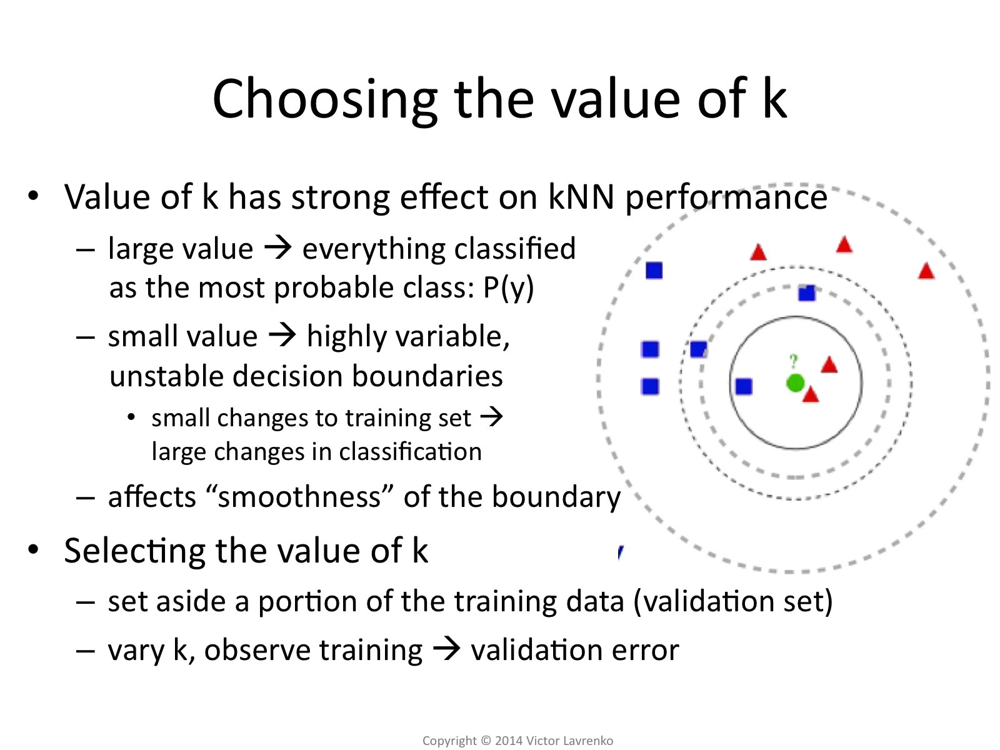 Choosing the value of k
• Value of k has strong effect on kNN performance
– large value → everything classified
as the most probable class: P(y)
– small value → highly variable,
unstable decision boundaries
• small changes to training set →
large changes in classification
– affects “smoothness” of the boundary
• Selecting the value of k
– set aside a portion of the training data (validation set)
– vary k, observe training → validation error
?
Copyright © 2014 Victor Lavrenko